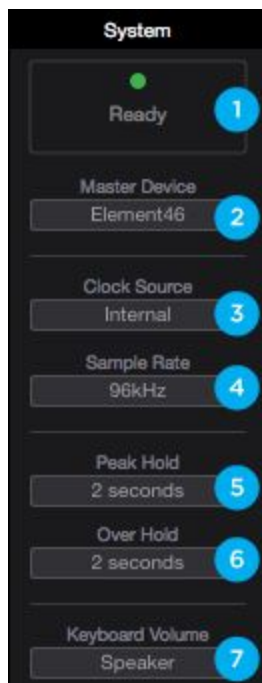 System
Ready
1
Master Device
Element46
2
Clock Source
Internal
3
Sample Rate
96kHz
4
Peak Hold
2 seconds
5
Over Hold
2 seconds
6
Keyboard Volume
Speaker
7